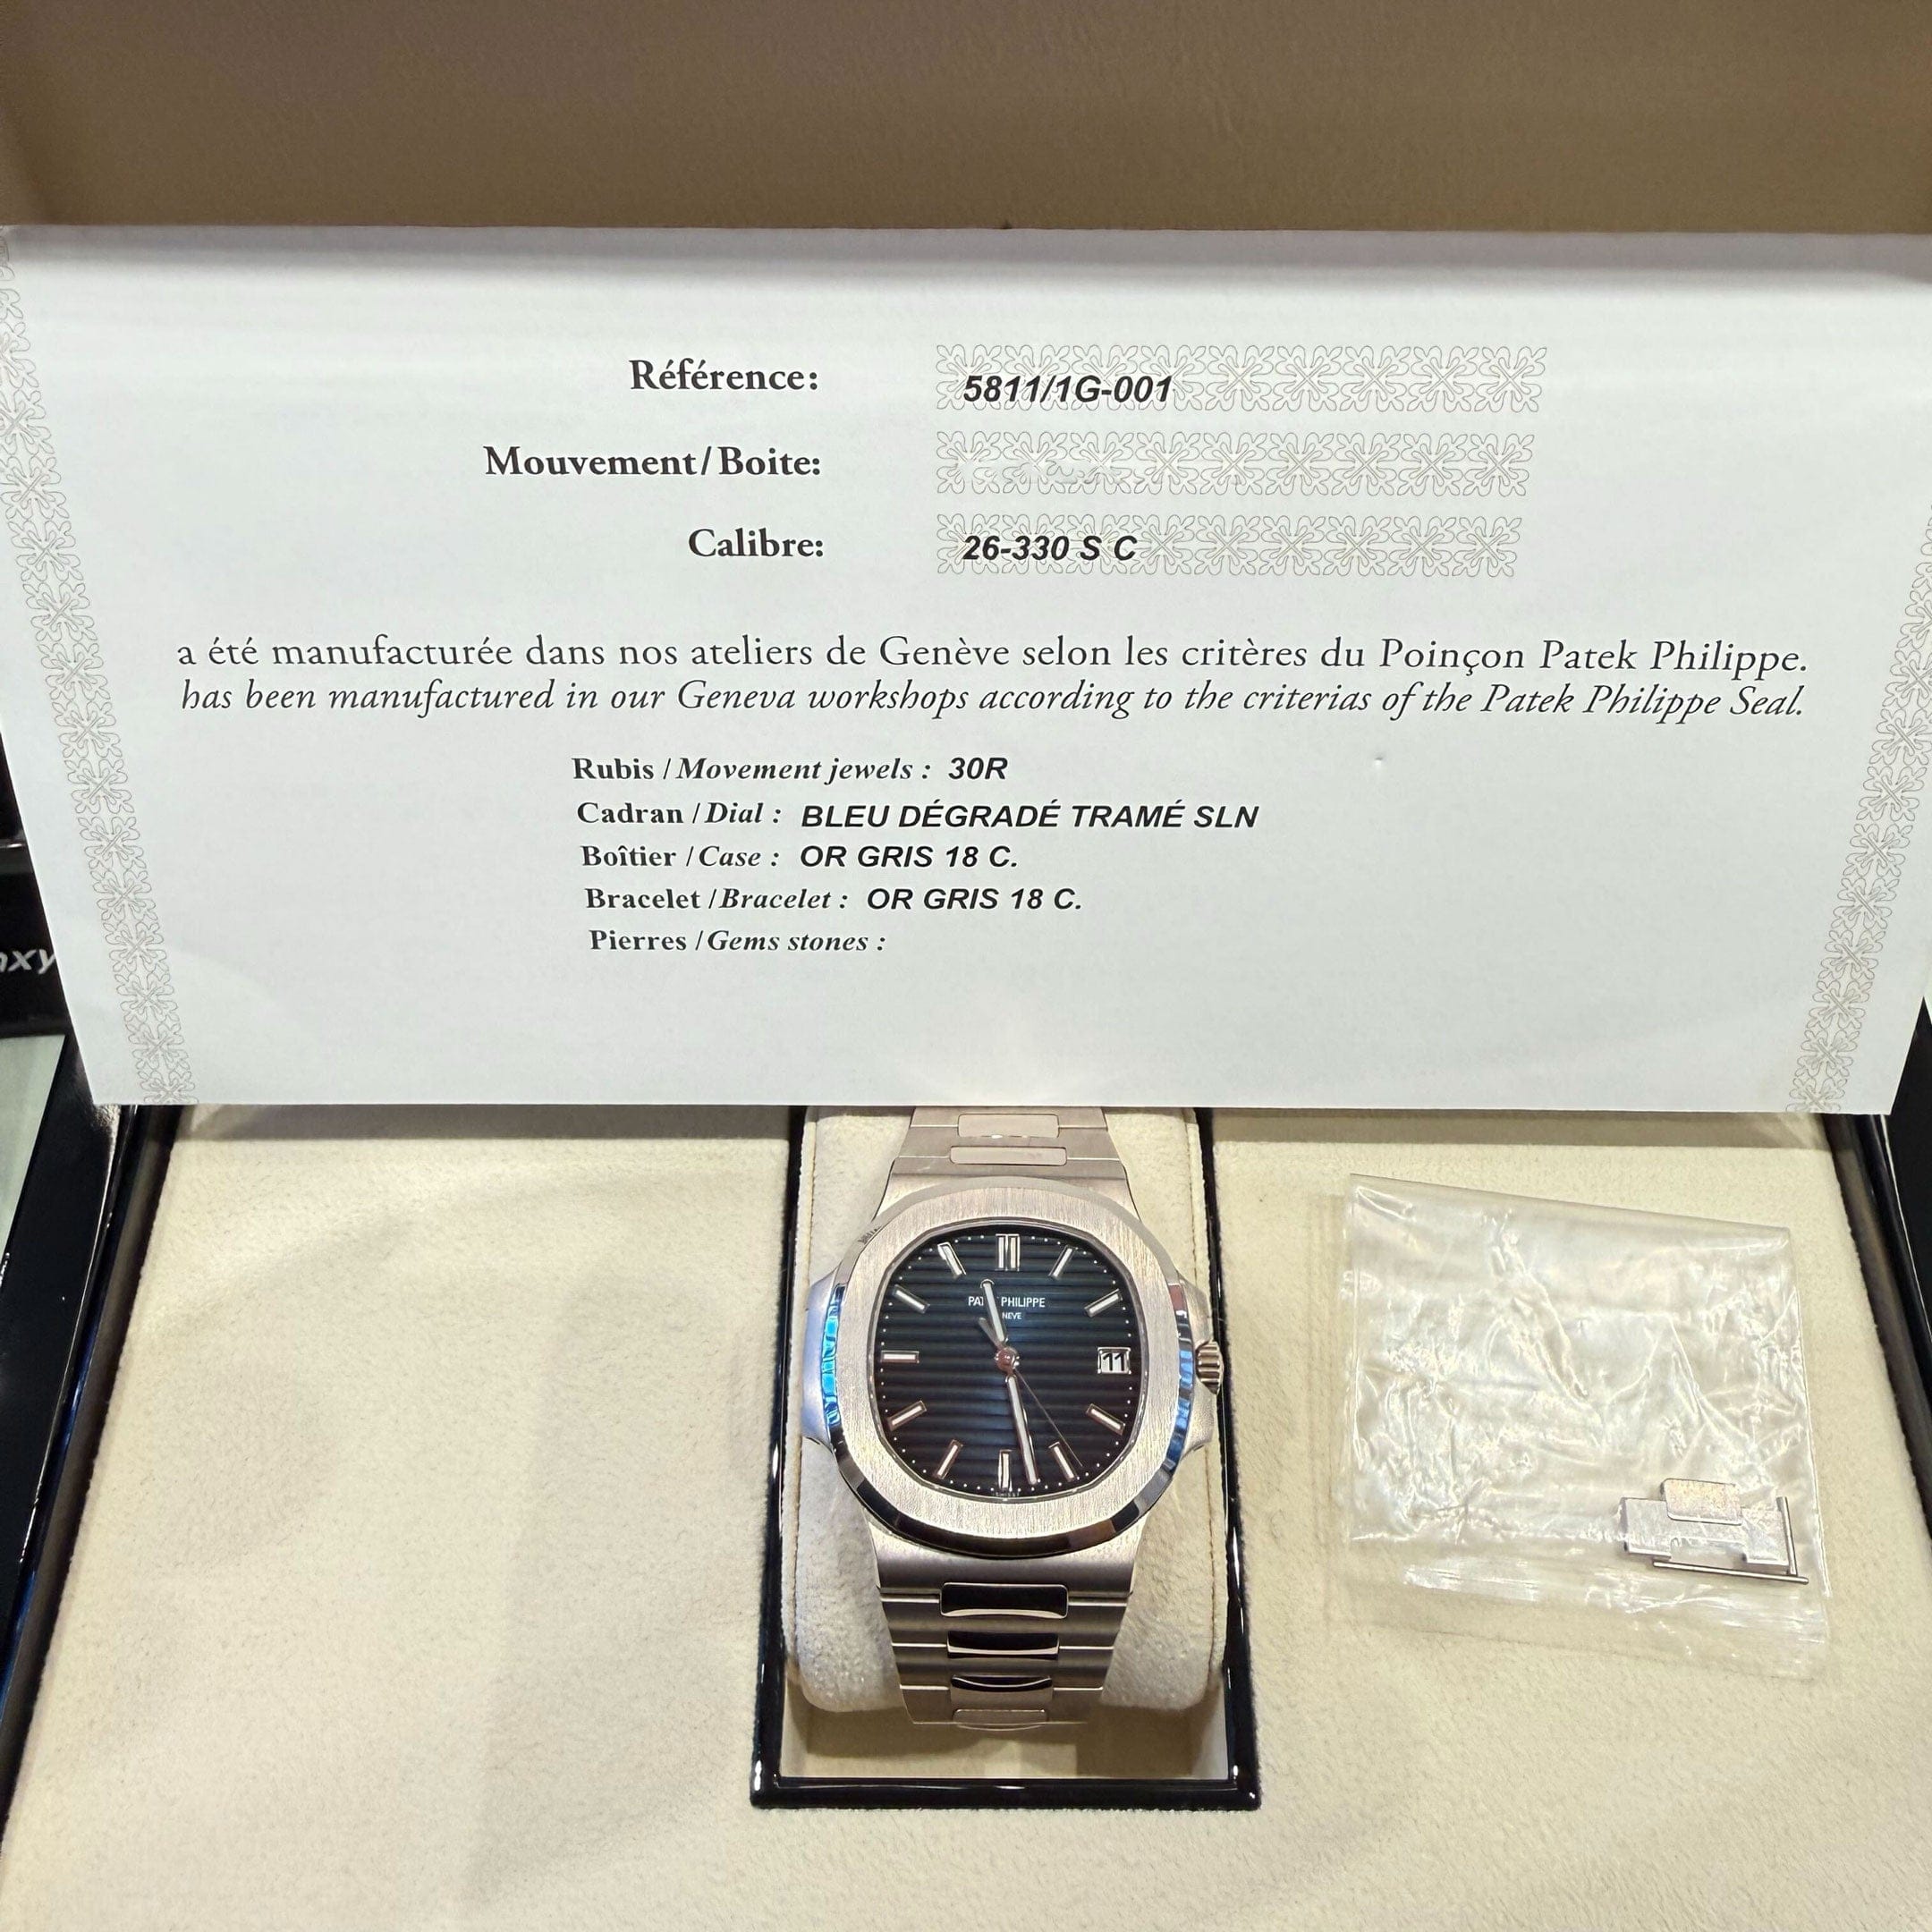 Référence: 5811/1G-001
Mouvement/Boite:
Calibre: 26-330 S C
a été manufacturée dans nos ateliers de Genève selon les critères du Poinçon Patek Philippe.
has been manufactured in our Geneva workshops according to the criterias of the Patek Philippe Seal.
Rubis / Movement jewels : 30R
Cadran / Dial : BLEU DÉGRADÉ TRAMÉ SLN
Boîtier / Case : OR GRIS 18 C.
Bracelet / Bracelet : OR GRIS 18 C.
Pierres / Gems stones :
PHILIPPE
11